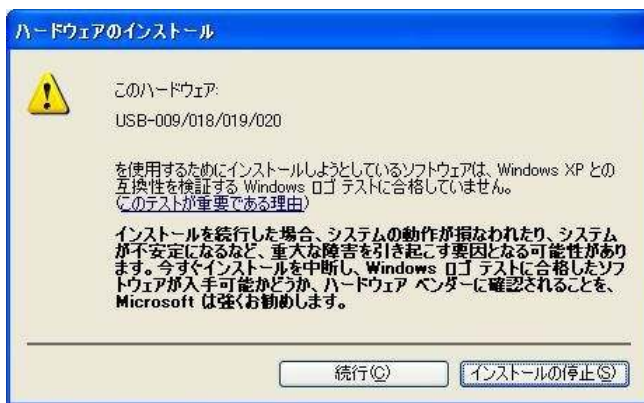 ハードウェアのインストール
このハードウェア:
USB-009/018/019/020
を使用するためにインストールしようとしているソフトウェアは、Windows XP との
互換性を検証する Windows ロゴ テストに合格していません。
(このテストが重要である理由)
インストールを続行した場合、システムの動作が損なわれたり、システム
が不安定になるなど、重大な障害を引き起こす要因となる可能性があり
ます。今すぐインストールを中断し、Windows ロゴ テストに合格したソフ
トウェアが入手可能かどうか、ハードウェア ベンダーに確認されることを、
Microsoft は強くお勧めします。
続行(C)
インストールの停止(S)